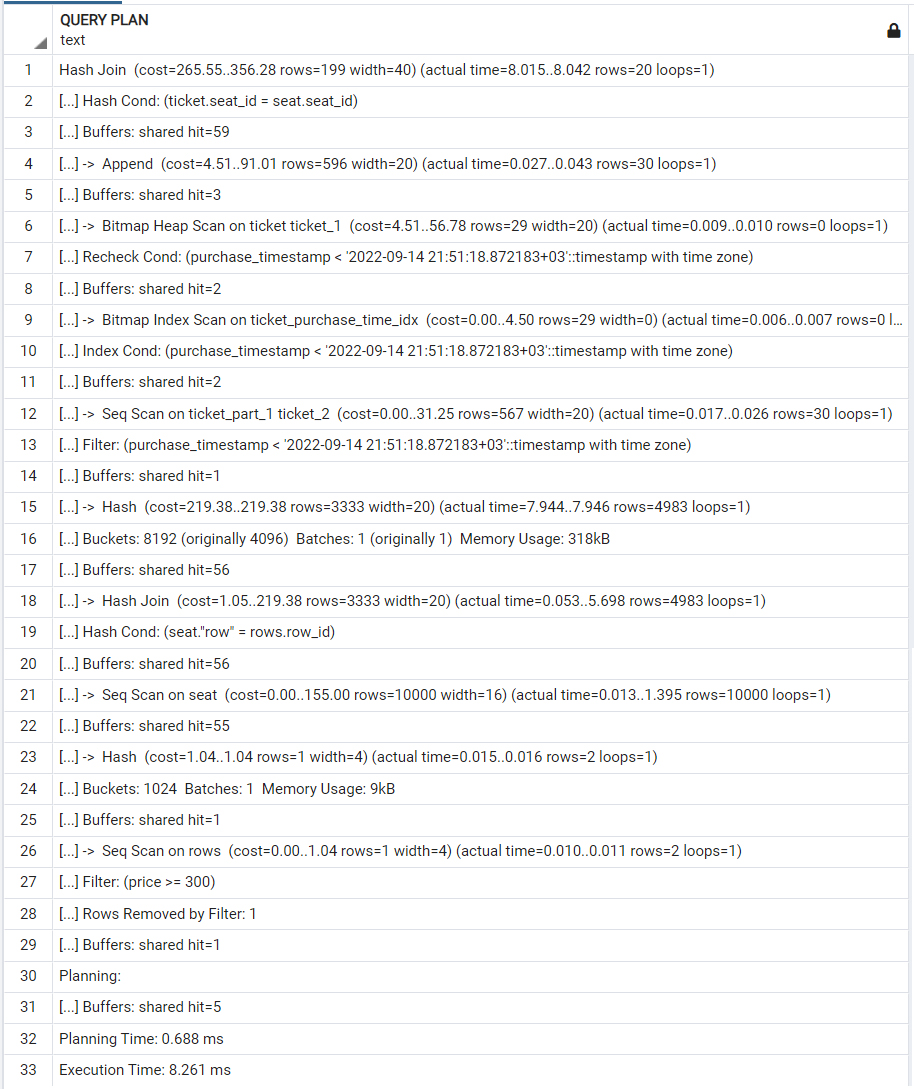 QUERY PLAN
text
1 Hash Join (cost=265.55..356.28 rows=199 width=40) (actual time=8.015..8.042 rows=20 loops=1)
2 [...] Hash Cond: (ticket.seat_id = seat.seat_id)
3 [...] Buffers: shared hit=59
4 [...] -> Append (cost=4.51..91.01 rows=596 width=20) (actual time=0.027..0.043 rows=30 loops=1)
5 [...] Buffers: shared hit=3
6 [...] -> Bitmap Heap Scan on ticket ticket_1 (cost=4.51..56.78 rows=29 width=20) (actual time=0.009..0.010 rows=0 loops=1)
7 [...] Recheck Cond: (purchase_timestamp < '2022-09-14 21:51:18.872183+03'::timestamp with time zone)
8 [...] Buffers: shared hit=2
9 [...] -> Bitmap Index Scan on ticket_purchase_time_idx (cost=0.00..4.50 rows=29 width=0) (actual time=0.006..0.007 rows=0 l...
10 [...] Index Cond: (purchase_timestamp < '2022-09-14 21:51:18.872183+03'::timestamp with time zone)
11 [...] Buffers: shared hit=2
12 [...] -> Seq Scan on ticket_part_1 ticket_2 (cost=0.00..31.25 rows=567 width=20) (actual time=0.017..0.026 rows=30 loops=1)
13 [...] Filter: (purchase_timestamp < '2022-09-14 21:51:18.872183+03'::timestamp with time zone)
14 [...] Buffers: shared hit=1
15 [...] -> Hash (cost=219.38..219.38 rows=3333 width=20) (actual time=7.944..7.946 rows=4983 loops=1)
16 [...] Buckets: 8192 (originally 4096) Batches: 1 (originally 1) Memory Usage: 318kB
17 [...] Buffers: shared hit=56
18 [...] -> Hash Join (cost=1.05..219.38 rows=3333 width=20) (actual time=0.053..5.698 rows=4983 loops=1)
19 [...] Hash Cond: (seat."row" = rows.row_id)
20 [...] Buffers: shared hit=56
21 [...] -> Seq Scan on seat (cost=0.00..155.00 rows=10000 width=16) (actual time=0.013..1.395 rows=10000 loops=1)
22 [...] Buffers: shared hit=55
23 [...] -> Hash (cost=1.04..1.04 rows=1 width=4) (actual time=0.015..0.016 rows=2 loops=1)
24 [...] Buckets: 1024 Batches: 1 Memory Usage: 9kB
25 [...] Buffers: shared hit=1
26 [...] -> Seq Scan on rows (cost=0.00..1.04 rows=1 width=4) (actual time=0.010..0.011 rows=2 loops=1)
27 [...] Filter: (price >= 300)
28 [...] Rows Removed by Filter: 1
29 [...] Buffers: shared hit=1
30 Planning:
31 [...] Buffers: shared hit=5
32 Planning Time: 0.688 ms
33 Execution Time: 8.261 ms